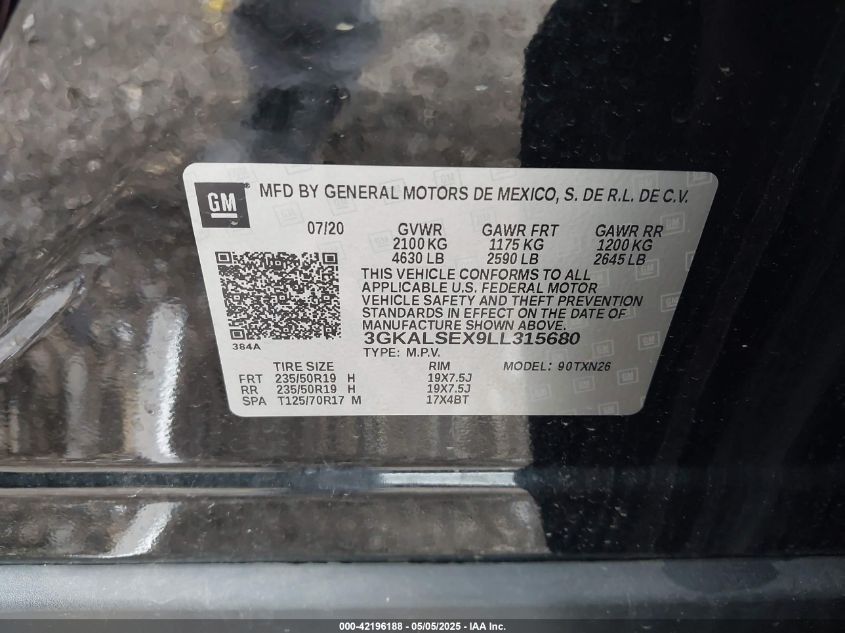 GM
MFD BY GENERAL MOTORS DE MEXICO, S. DE R.L. DE C.V.
07/20 GVWR GAWR FRT GAWR RR
2100 KG 1175 KG 1200 KG
4630 LB 2590 LB 2645 LB
THIS VEHICLE CONFORMS TO ALL
APPLICABLE U.S. FEDERAL MOTOR
VEHICLE SAFETY AND THEFT PREVENTION
STANDARDS IN EFFECT ON THE DATE OF
MANUFACTURE SHOWN ABOVE.
384A
3GKALSEX9LL315680
TYPE: M.P.V. MODEL: 90TXN26
TIRE SIZE RIM
FRT 235/50R19 H 19X7.5J
RR 235/50R19 H 19X7.5J
SPA T125/70R17 M 17X4BT
000-42196188 - 05/05/2025 - IAA Inc.